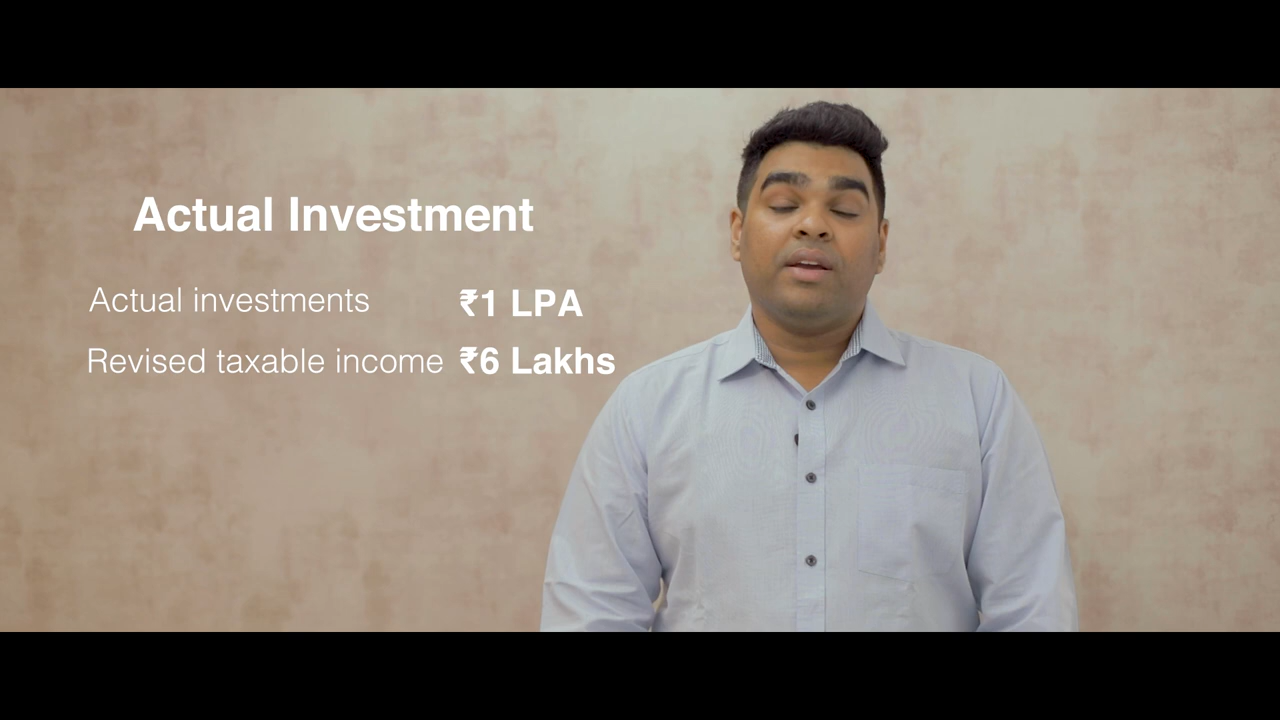 Actual Investment
Actual investments ₹1 LPA
Revised taxable income ₹6 Lakhs